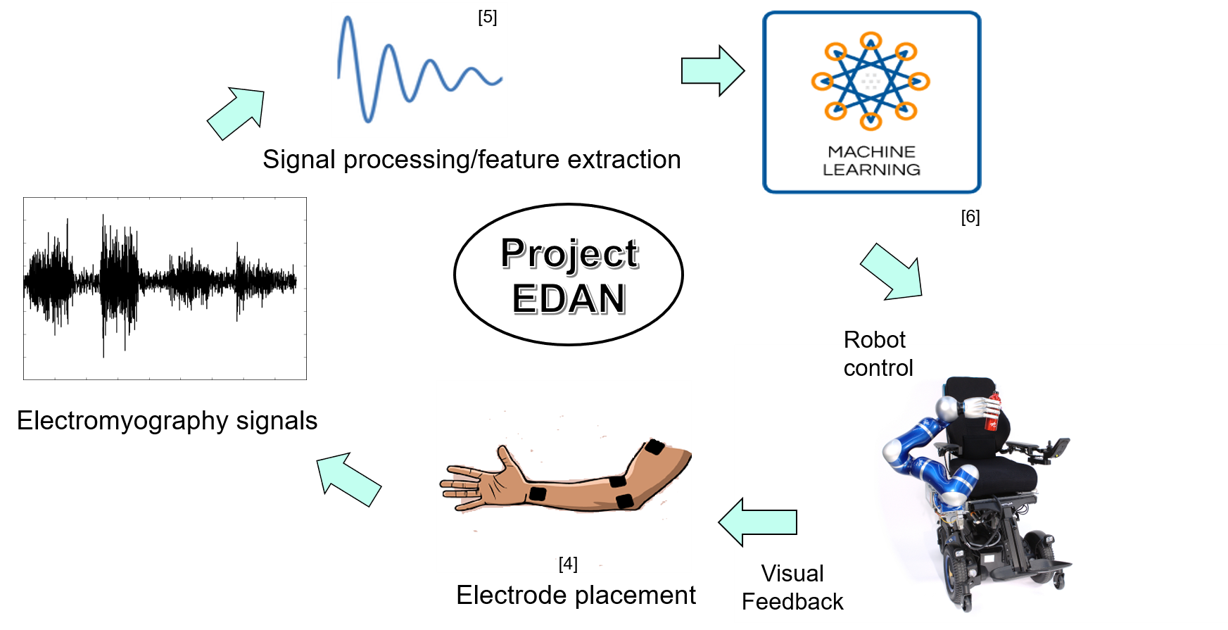 [5]
MACHINE
LEARNING
Signal processing/feature extraction
[6]
Project
EDAN
Robot
control
Electromyography signals
[4]
Electrode placement
Visual
Feedback